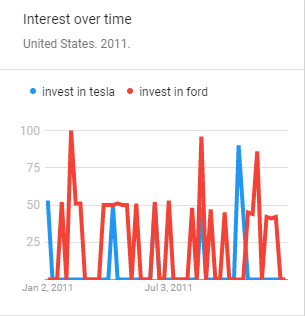 Interest over time
United States. 2011.
invest in tesla invest in ford
100
75
50
25
Jan 2, 2011 Jul 3, 2011